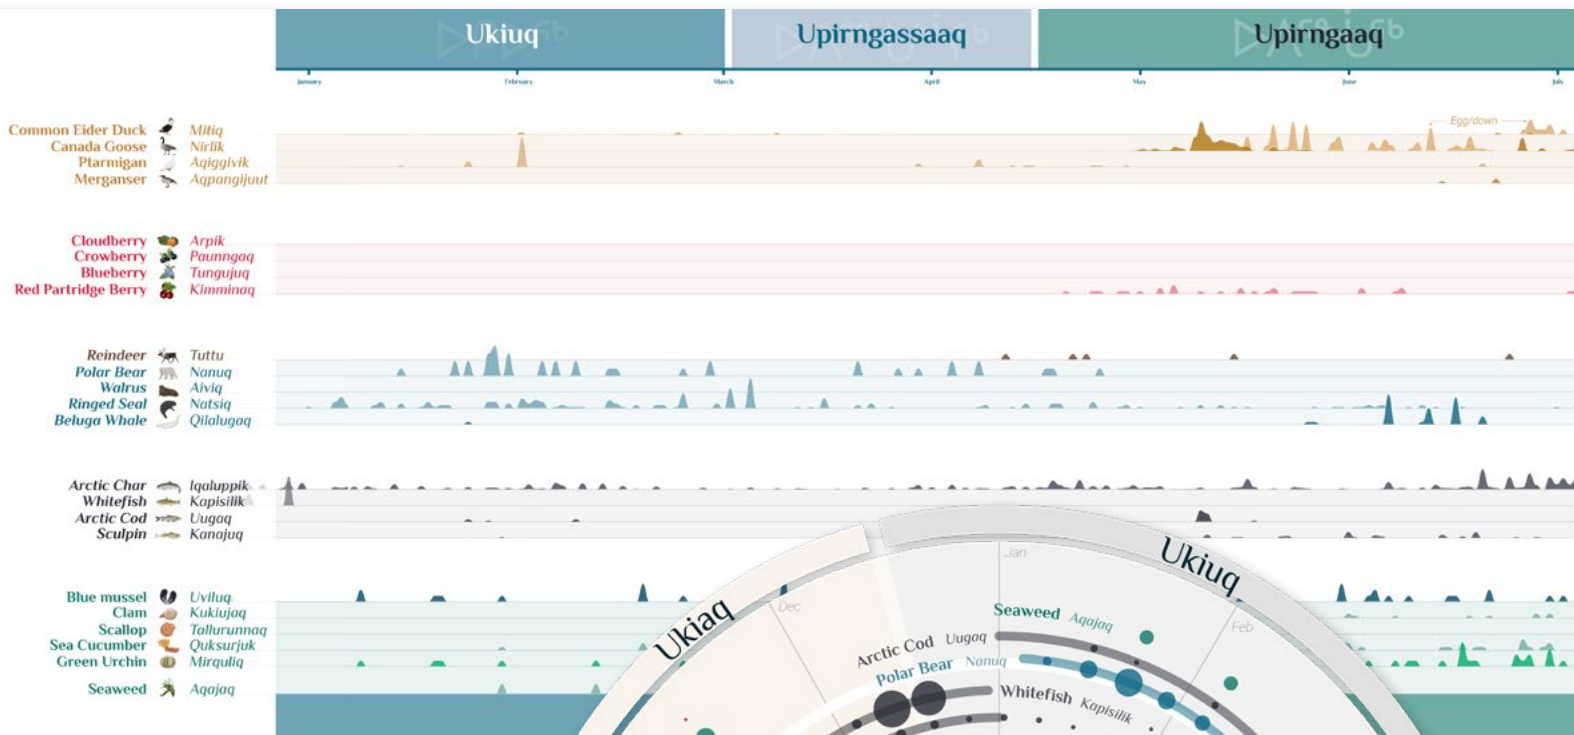 Ukiuq Upirngassaaq Upirngaaq
January February March April May June July
Common Eider Duck Mitiq
Egg/down
Canada Goose Nirlik
Ptarmigan Aqiggivik
Merganser Aqpangijuut
Cloudberry Arpik
Crowberry Paunngaq
Blueberry Tungujuq
Red Partridge Berry Kimminaq
Reindeer Tuttu
Polar Bear Nanuq
Walrus Aiviq
Ringed Seal Natsiq
Beluga Whale Qilalugaq
Arctic Char Iqaluppik
Whitefish Kapisilik
Arctic Cod Uugaq
Sculpin Kanajuq
Blue mussel Uviluq
Clam Kukiujaq
Scallop Tallurunnaq
Sea Cucumber Quksurjuk
Green Urchin Mirquliq
Seaweed Aqajaq
Ukiaq
Ukiuq
Dec
Jan
Feb
Seaweed Aqajaq
Arctic Cod Uugaq
Polar Bear Nanuq
Whitefish Kapisilik